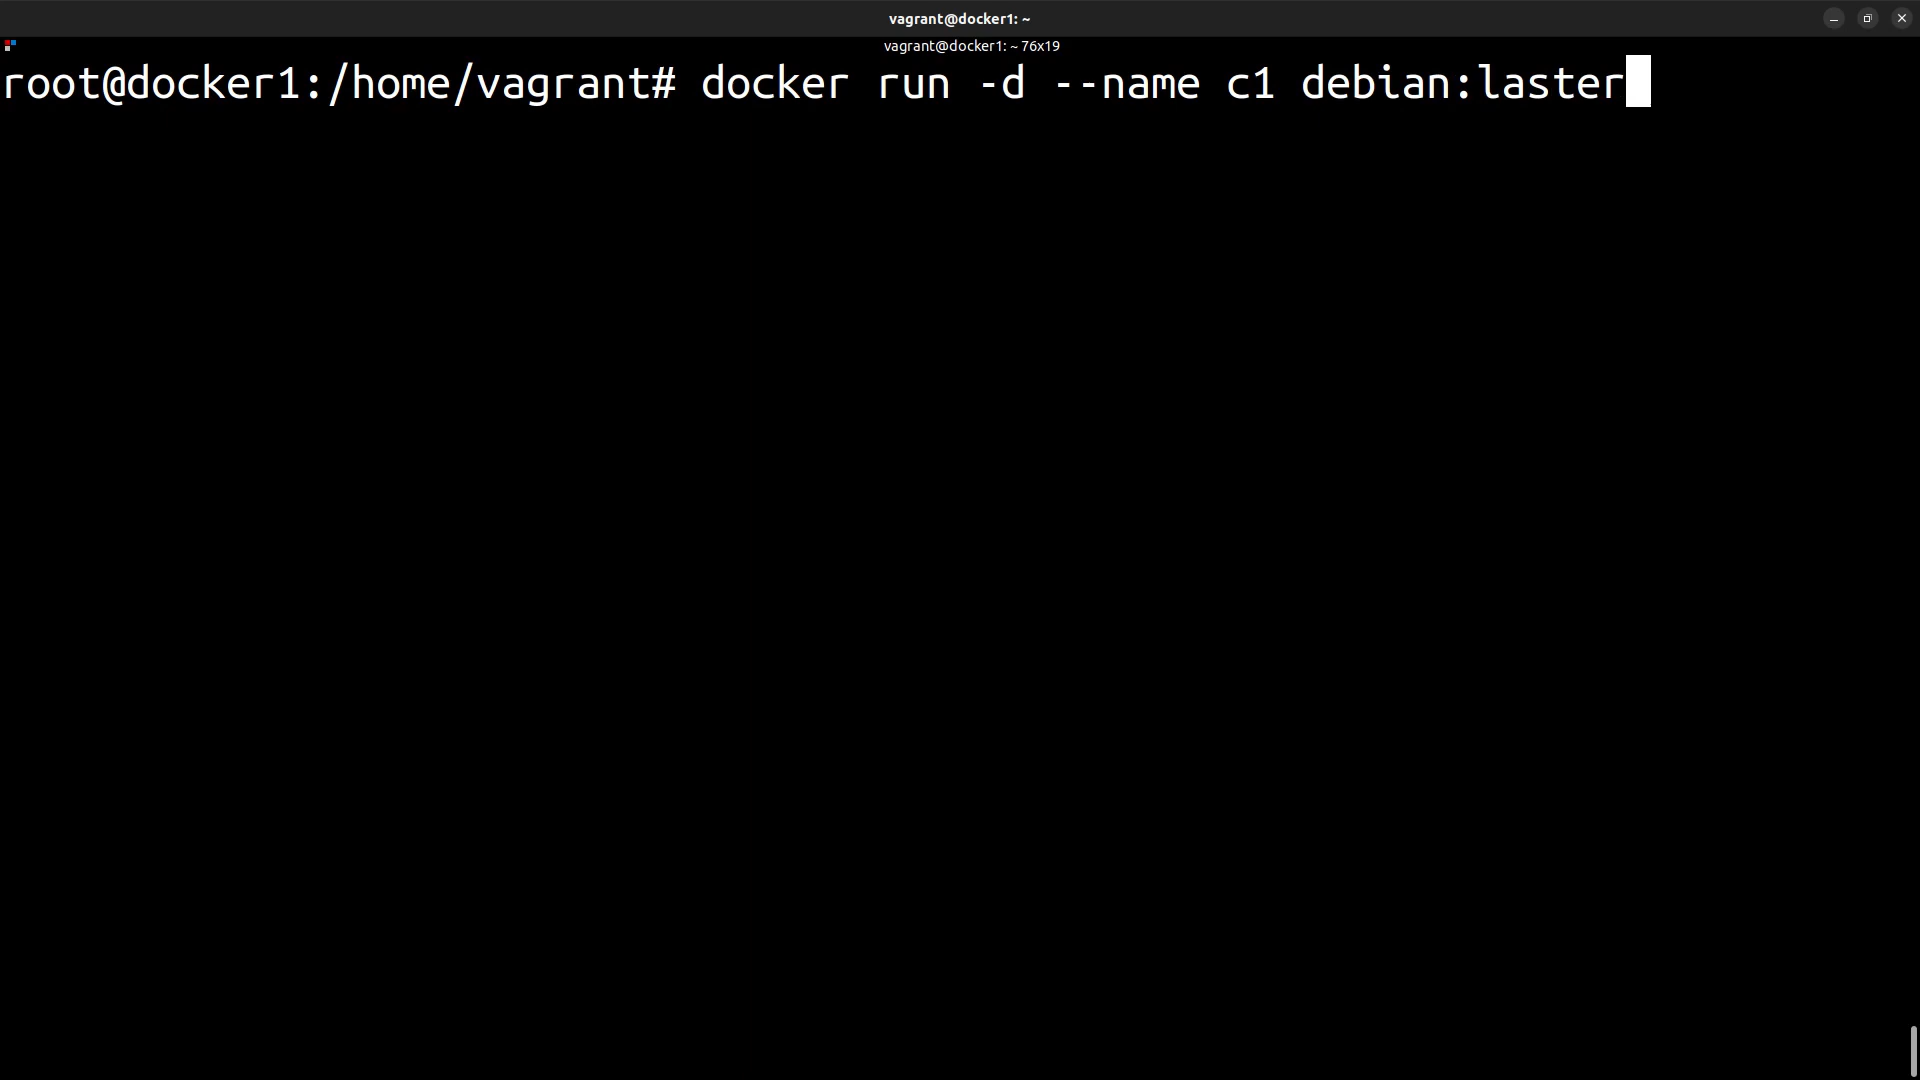 vagrant@docker1: ~
vagrant@docker1: ~ 76x19
root@docker1:/home/vagrant# docker run -d --name c1 debian:laster